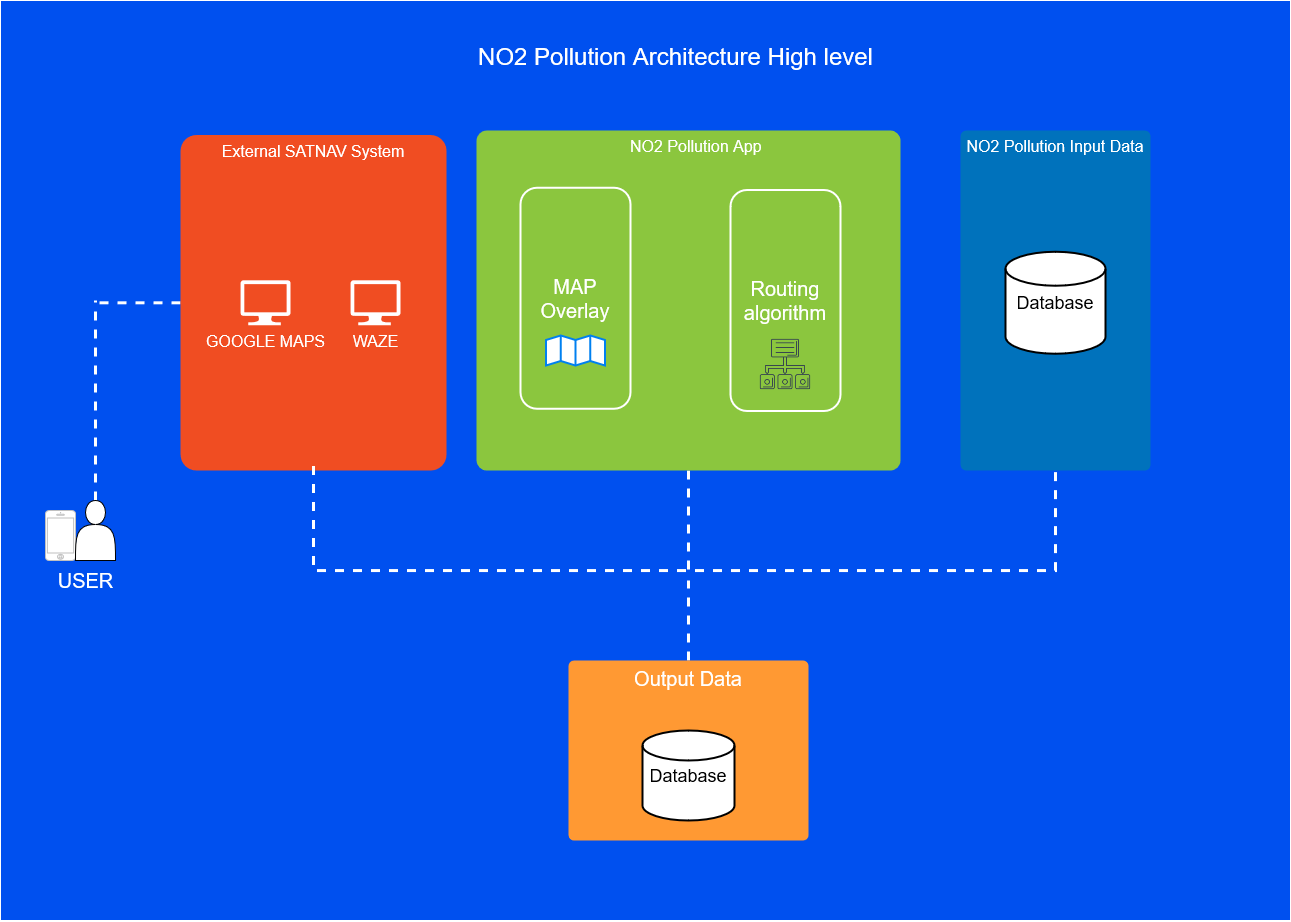 NO2 Pollution Architecture High level
External SATNAV System
NO2 Pollution App
NO2 Pollution Input Data
MAP
Overlay
Routing
algorithm
Database
GOOGLE MAPS
WAZE
USER
Output Data
Database